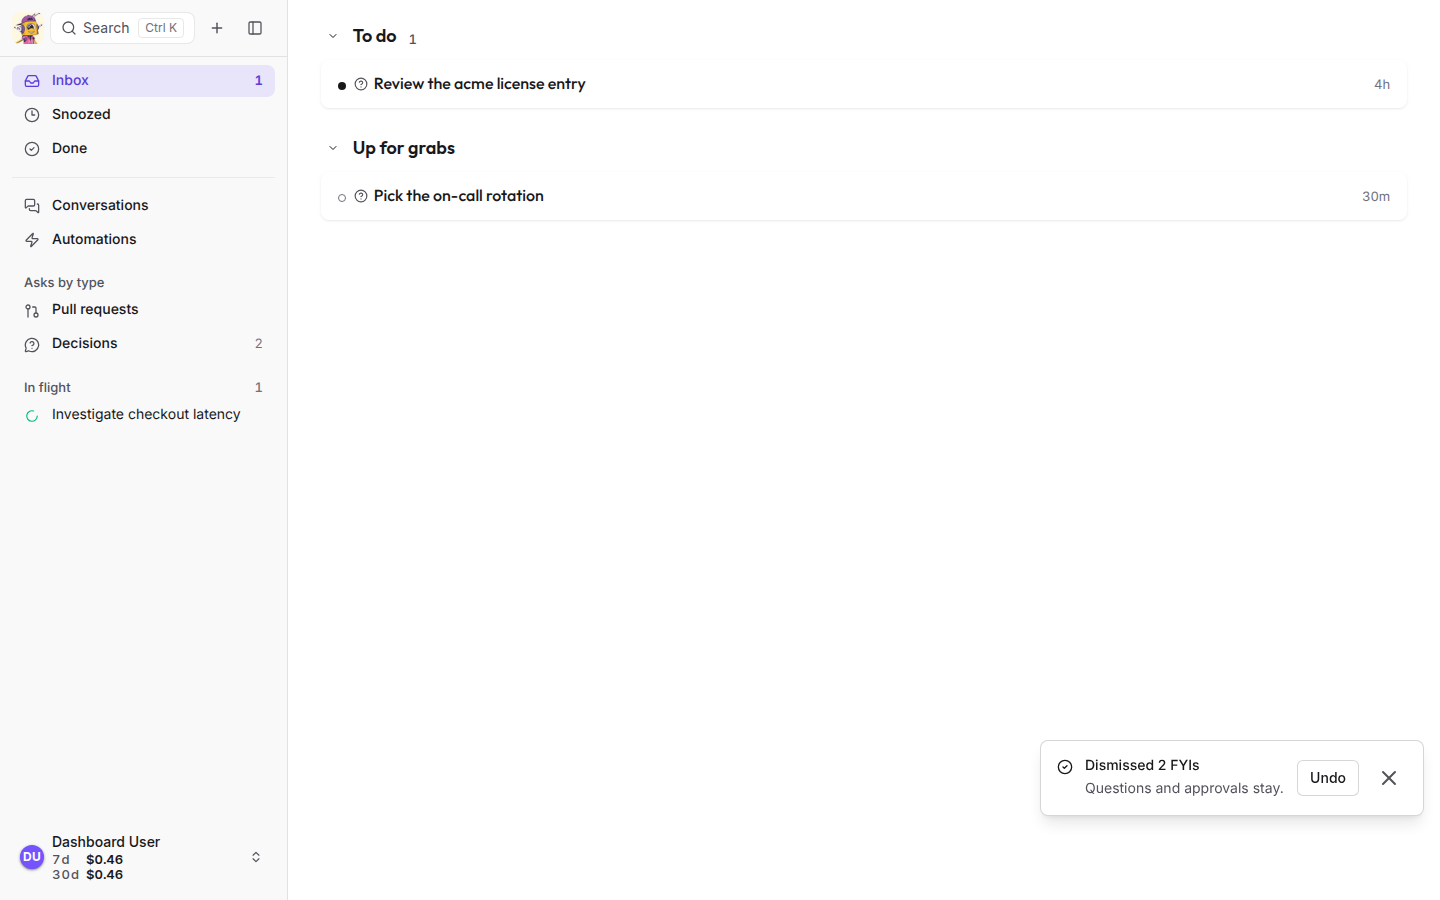 Search Ctrl K
Inbox 1
Snoozed
Done
Conversations
Automations
Asks by type
Pull requests
Decisions 2
In flight 1
Investigate checkout latency
DU
Dashboard User
7d $0.46
30d $0.46
To do 1
Review the acme license entry 4h
Up for grabs
Pick the on-call rotation 30m
Dismissed 2 FYIs
Questions and approvals stay.
Undo